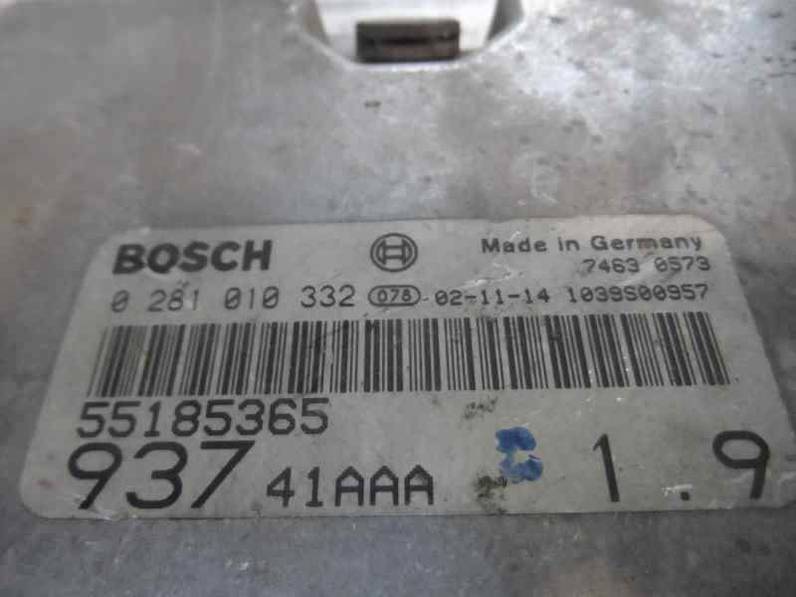 BOSCH Made in Germany
7463 0573
0 281 010 332 078 02-11-14 1039S00957
55185365
937 41AAA 1.9